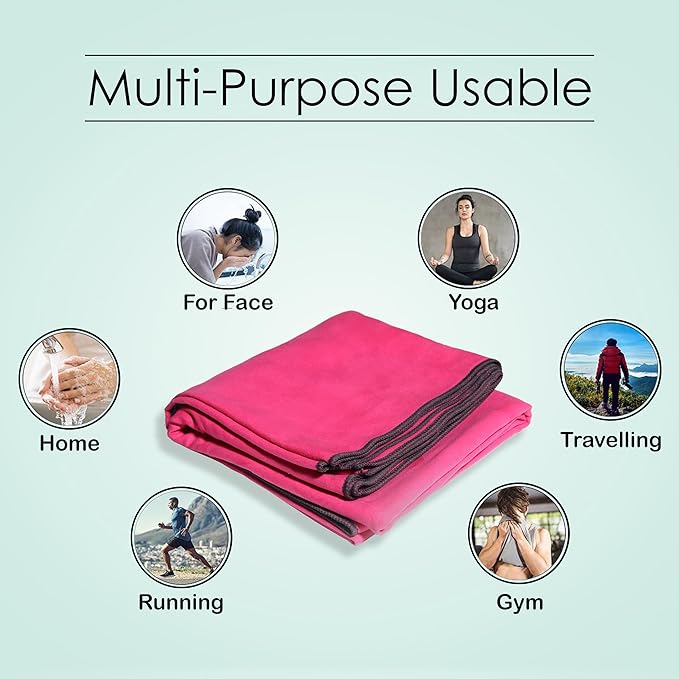 Multi-Purpose Usable
For Face
Yoga
Home
Travelling
Running
Gym